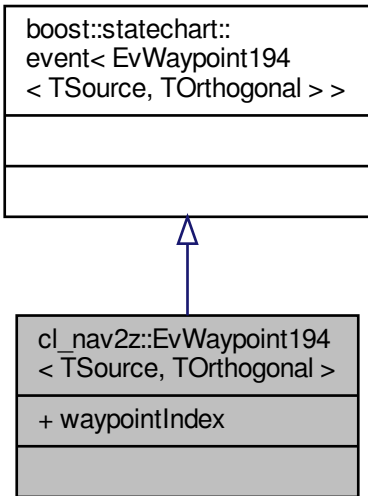 boost::statechart::
event< EvWaypoint194
< TSource, TOrthogonal > >
cl_nav2z::EvWaypoint194
< TSource, TOrthogonal >
+ waypointIndex